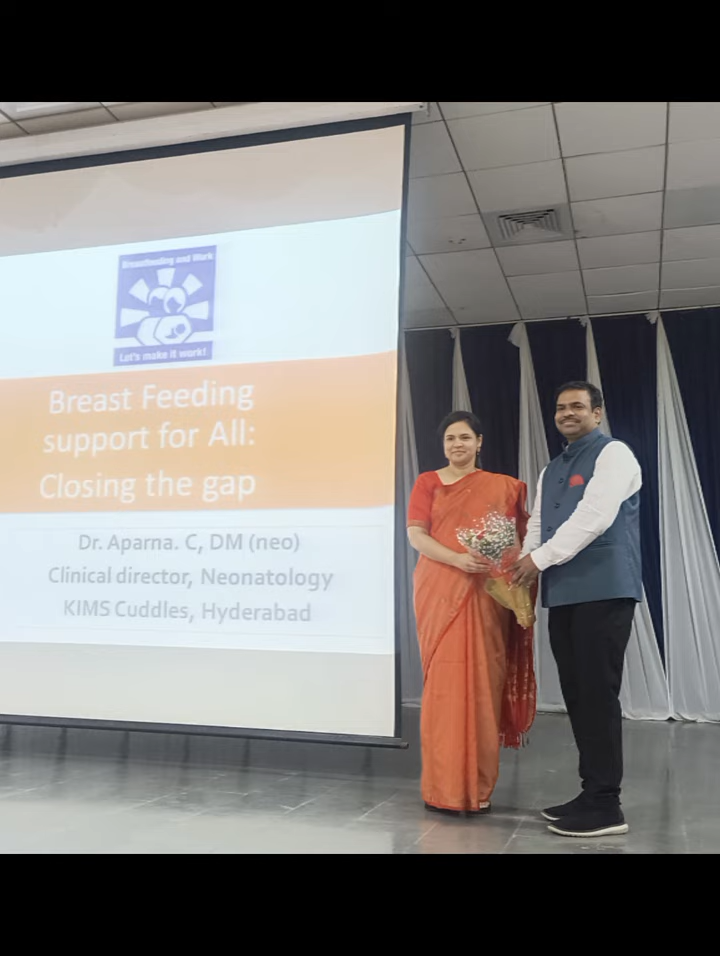 Breastfeeding and Work
Let's make it work!
Breast Feeding
support for All:
Closing the gap
Dr. Aparna. C, DM (neo)
Clinical director, Neonatology
KIMS Cuddles, Hyderabad